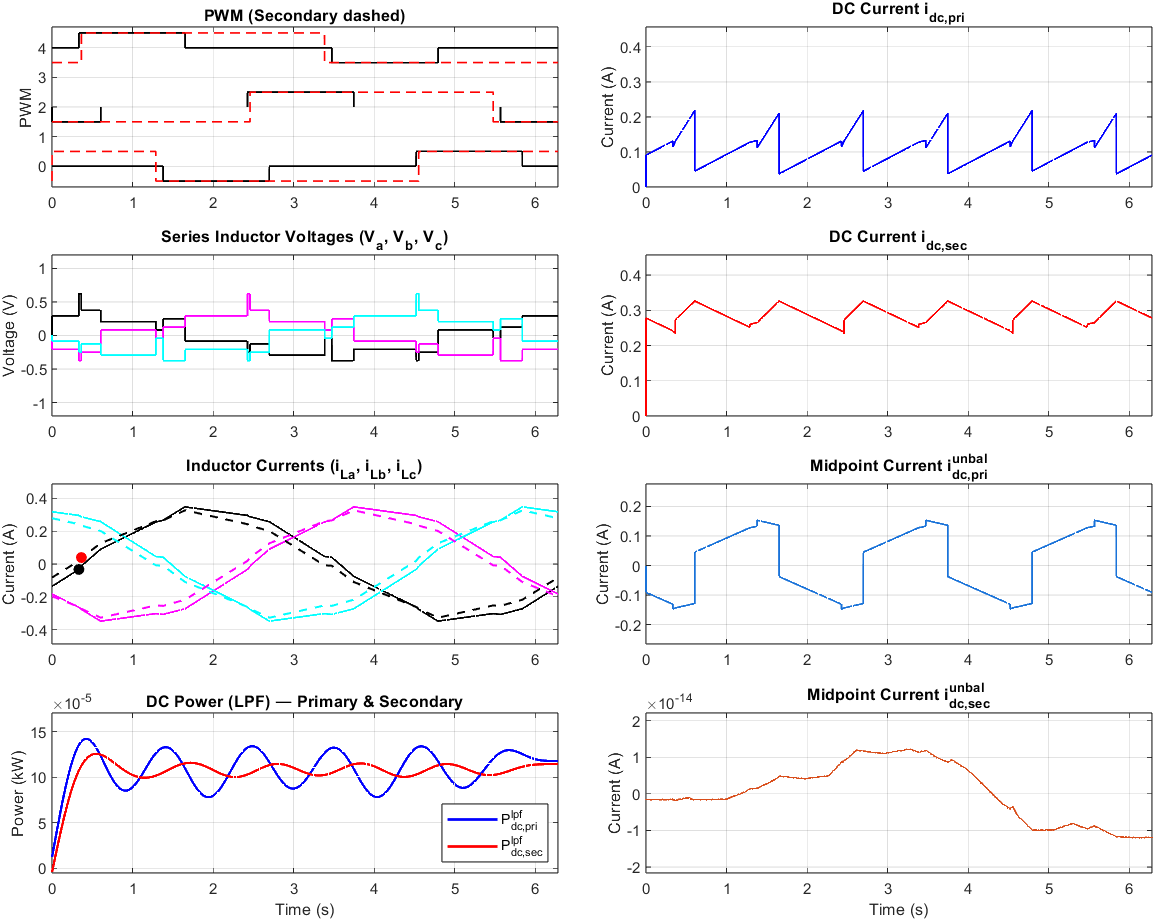 PWM (Secondary dashed)
PWM
4
3
2
1
0
0 1 2 3 4 5 6
DC Current i_dc,pri
Current (A)
0.4
0.3
0.2
0.1
0
0 1 2 3 4 5 6
Series Inductor Voltages (V_a, V_b, V_c)
Voltage (V)
1
0.5
0
-0.5
-1
0 1 2 3 4 5 6
DC Current i_dc,sec
Current (A)
0.4
0.3
0.2
0.1
0
0 1 2 3 4 5 6
Inductor Currents (i_La, i_Lb, i_Lc)
Current (A)
0.4
0.2
0
-0.2
-0.4
0 1 2 3 4 5 6
Midpoint Current i_dc,pri^unbal
Current (A)
0.2
0.1
0
-0.1
-0.2
0 1 2 3 4 5 6
DC Power (LPF) — Primary & Secondary
×10^-5
Power (kW)
15
10
5
0
P_dc,pri^lpf
P_dc,sec^lpf
0 1 2 3 4 5 6
Time (s)
Midpoint Current i_dc,sec^unbal
×10^-14
Current (A)
2
1
0
-1
-2
0 1 2 3 4 5 6
Time (s)